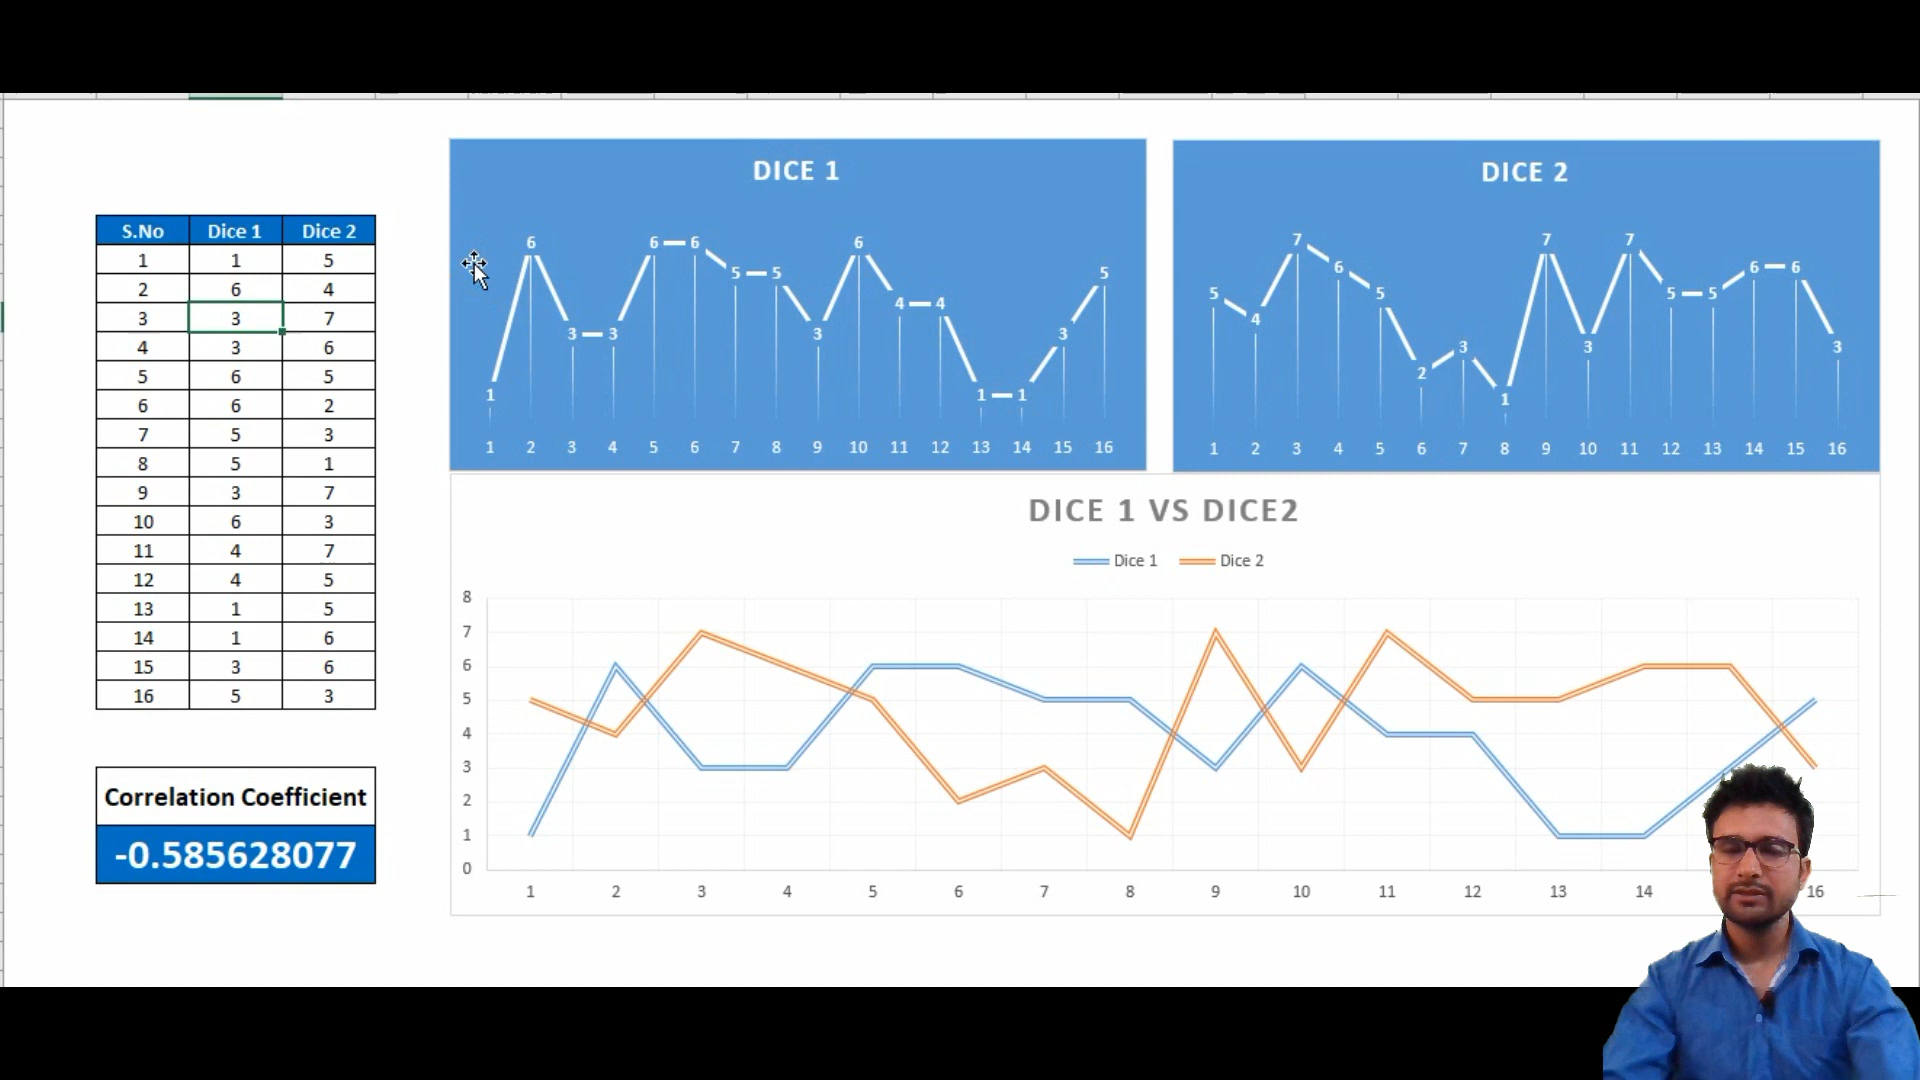 S.No Dice 1 Dice 2
1 1 5
2 6 4
3 3 7
4 3 6
5 6 5
6 6 2
7 5 3
8 5 1
9 3 7
10 6 3
11 4 7
12 4 5
13 1 5
14 1 6
15 3 6
16 5 3
Correlation Coefficient
-0.585628077
DICE 1
1 6 3 3 6 6 5 5 3 6 4 4 1 1 3 5
1 2 3 4 5 6 7 8 9 10 11 12 13 14 15 16
DICE 2
5 4 7 6 5 2 3 1 7 3 7 5 5 6 6 3
1 2 3 4 5 6 7 8 9 10 11 12 13 14 15 16
DICE 1 VS DICE2
Dice 1 Dice 2
8
7
6
5
4
3
2
1
0
1 2 3 4 5 6 7 8 9 10 11 12 13 14 16